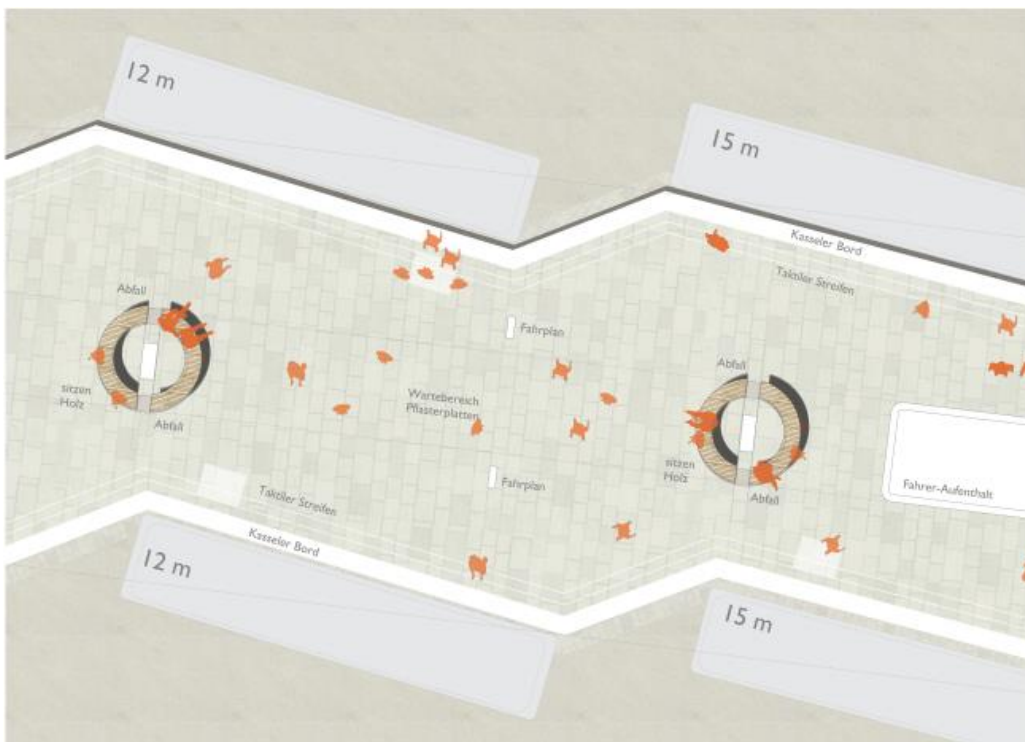 12 m
15 m
Kasseler Bord
Taktiler Streifen
Abfall
Fahrplan
Abfall
sitzen
Holz
Wartebereich
Pflasterplatten
Abfall
sitzen
Holz
Fahrplan
Abfall
Fahrer-Aufenthalt
Taktiler Streifen
Kasseler Bord
12 m
15 m